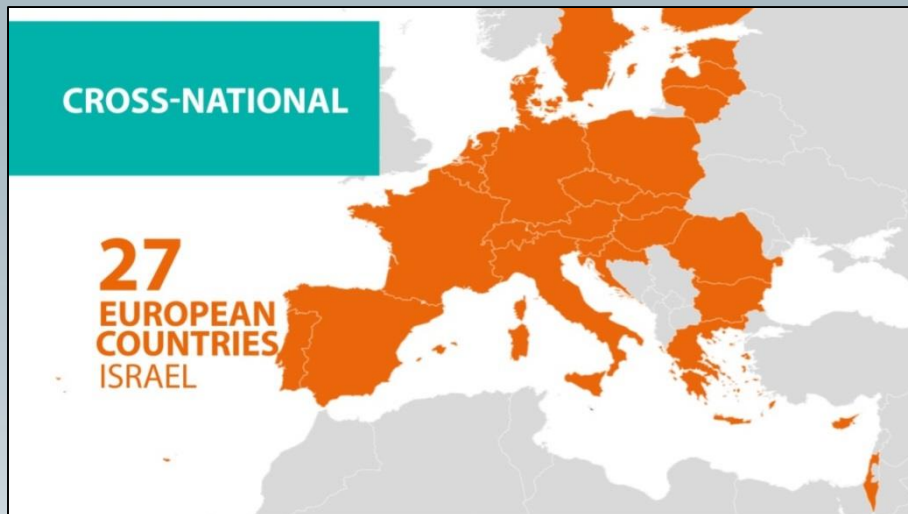 CROSS-NATIONAL
27
EUROPEAN
COUNTRIES
ISRAEL